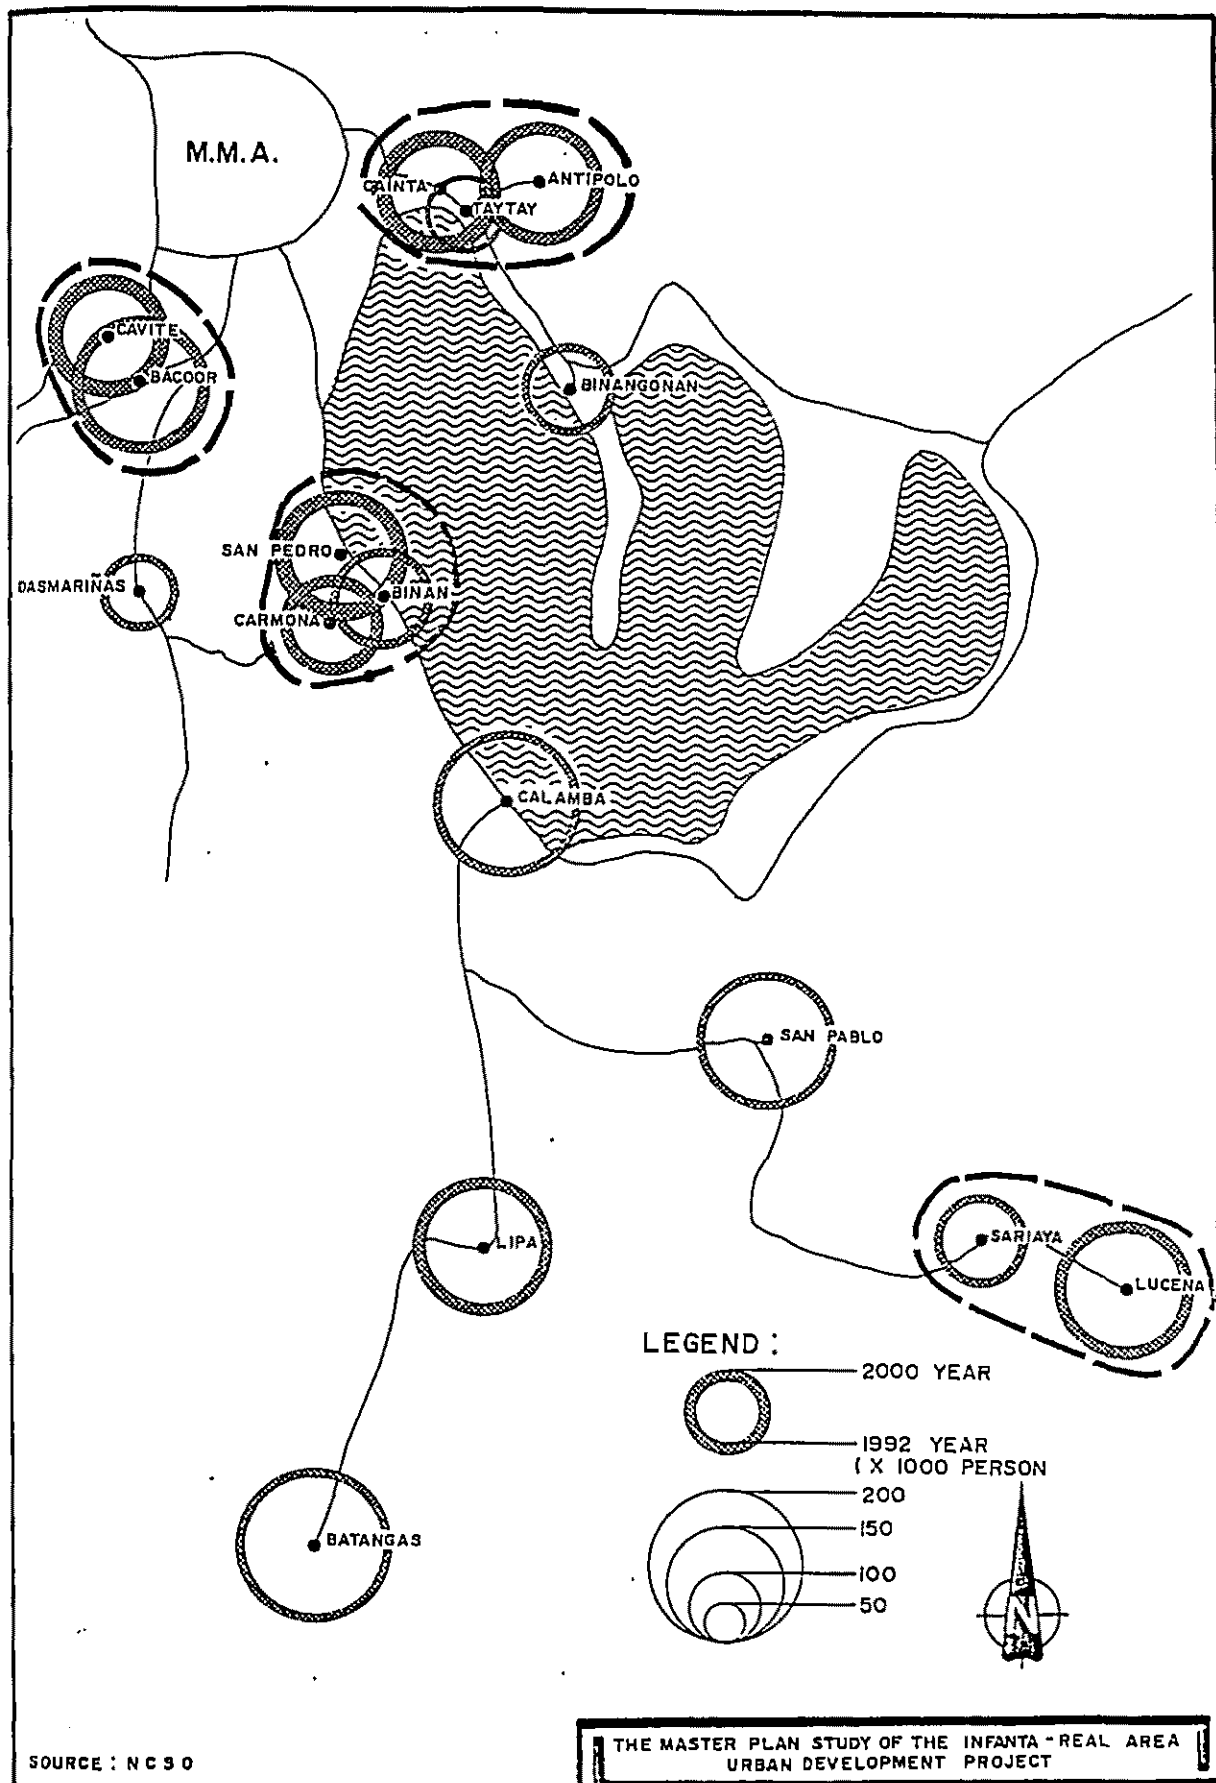 M.M.A.
CAINTA
ANTIPOLO
TAYTAY
CAVITE
BACOOR
BINANGONAN
SAN PEDRO
DASMARIÑAS
BINAN
CARMONA
CALAMBA
SAN PABLO
LIPA
SARIAYA
LUCENA
BATANGAS
LEGEND :
2000 YEAR
1992 YEAR
( X 1000 PERSON
200
150
100
50
N
SOURCE : NCSO
THE MASTER PLAN STUDY OF THE INFANTA - REAL AREA
URBAN DEVELOPMENT PROJECT